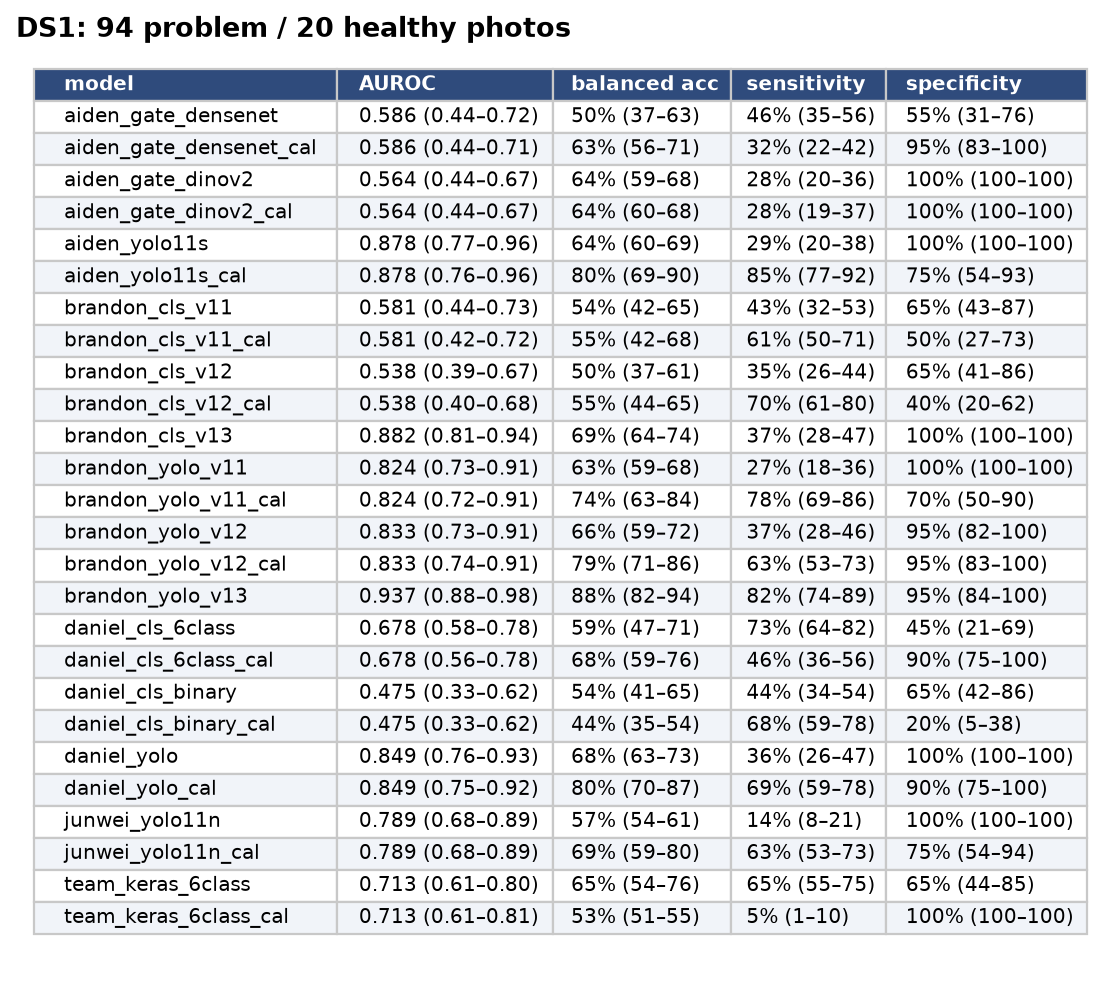 DS1: 94 problem / 20 healthy photos
model AUROC balanced acc sensitivity specificity
aiden_gate_densenet 0.586 (0.44–0.72) 50% (37–63) 46% (35–56) 55% (31–76)
aiden_gate_densenet_cal 0.586 (0.44–0.71) 63% (56–71) 32% (22–42) 95% (83–100)
aiden_gate_dinov2 0.564 (0.44–0.67) 64% (59–68) 28% (20–36) 100% (100–100)
aiden_gate_dinov2_cal 0.564 (0.44–0.67) 64% (60–68) 28% (19–37) 100% (100–100)
aiden_yolo11s 0.878 (0.77–0.96) 64% (60–69) 29% (20–38) 100% (100–100)
aiden_yolo11s_cal 0.878 (0.76–0.96) 80% (69–90) 85% (77–92) 75% (54–93)
brandon_cls_v11 0.581 (0.44–0.73) 54% (42–65) 43% (32–53) 65% (43–87)
brandon_cls_v11_cal 0.581 (0.42–0.72) 55% (42–68) 61% (50–71) 50% (27–73)
brandon_cls_v12 0.538 (0.39–0.67) 50% (37–61) 35% (26–44) 65% (41–86)
brandon_cls_v12_cal 0.538 (0.40–0.68) 55% (44–65) 70% (61–80) 40% (20–62)
brandon_cls_v13 0.882 (0.81–0.94) 69% (64–74) 37% (28–47) 100% (100–100)
brandon_yolo_v11 0.824 (0.73–0.91) 63% (59–68) 27% (18–36) 100% (100–100)
brandon_yolo_v11_cal 0.824 (0.72–0.91) 74% (63–84) 78% (69–86) 70% (50–90)
brandon_yolo_v12 0.833 (0.73–0.91) 66% (59–72) 37% (28–46) 95% (82–100)
brandon_yolo_v12_cal 0.833 (0.74–0.91) 79% (71–86) 63% (53–73) 95% (83–100)
brandon_yolo_v13 0.937 (0.88–0.98) 88% (82–94) 82% (74–89) 95% (84–100)
daniel_cls_6class 0.678 (0.58–0.78) 59% (47–71) 73% (64–82) 45% (21–69)
daniel_cls_6class_cal 0.678 (0.56–0.78) 68% (59–76) 46% (36–56) 90% (75–100)
daniel_cls_binary 0.475 (0.33–0.62) 54% (41–65) 44% (34–54) 65% (42–86)
daniel_cls_binary_cal 0.475 (0.33–0.62) 44% (35–54) 68% (59–78) 20% (5–38)
daniel_yolo 0.849 (0.76–0.93) 68% (63–73) 36% (26–47) 100% (100–100)
daniel_yolo_cal 0.849 (0.75–0.92) 80% (70–87) 69% (59–78) 90% (75–100)
junwei_yolo11n 0.789 (0.68–0.89) 57% (54–61) 14% (8–21) 100% (100–100)
junwei_yolo11n_cal 0.789 (0.68–0.89) 69% (59–80) 63% (53–73) 75% (54–94)
team_keras_6class 0.713 (0.61–0.80) 65% (54–76) 65% (55–75) 65% (44–85)
team_keras_6class_cal 0.713 (0.61–0.81) 53% (51–55) 5% (1–10) 100% (100–100)